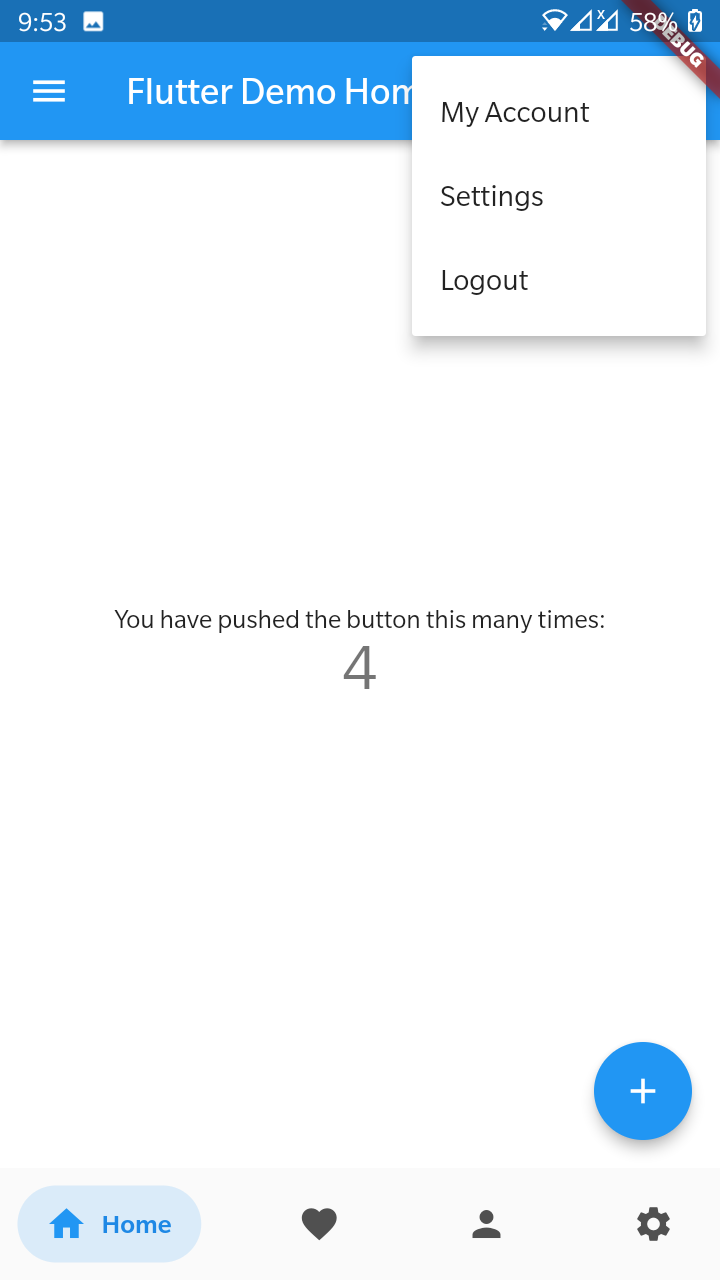 9:53
X
58%
DEBUG
Flutter Demo Hom
My Account
Settings
Logout
You have pushed the button this many times:
4
Home